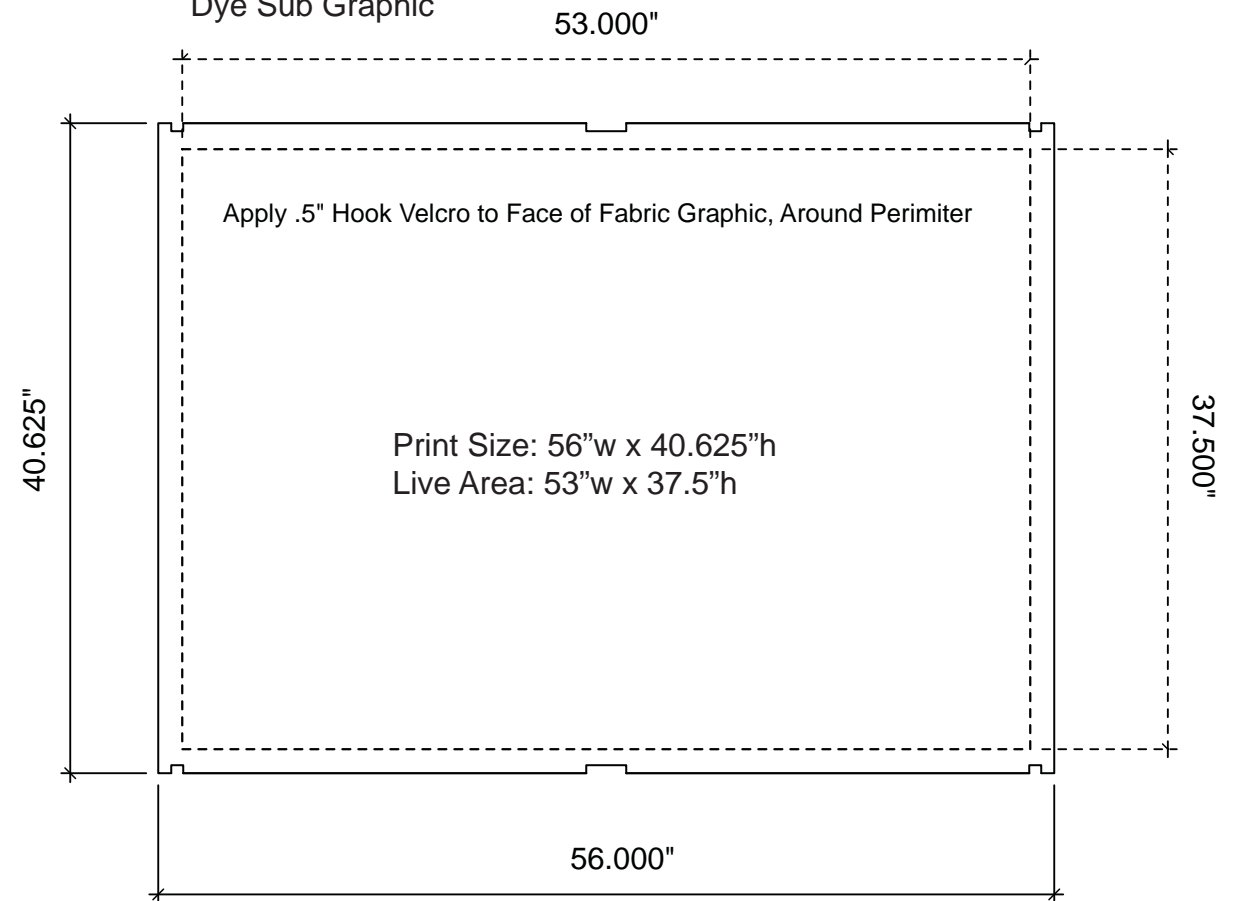 Dye Sub Graphic
53.000"
Apply .5" Hook Velcro to Face of Fabric Graphic, Around Perimiter
40.625"
37.500"
Print Size: 56”w x 40.625”h
Live Area: 53”w x 37.5”h
56.000"